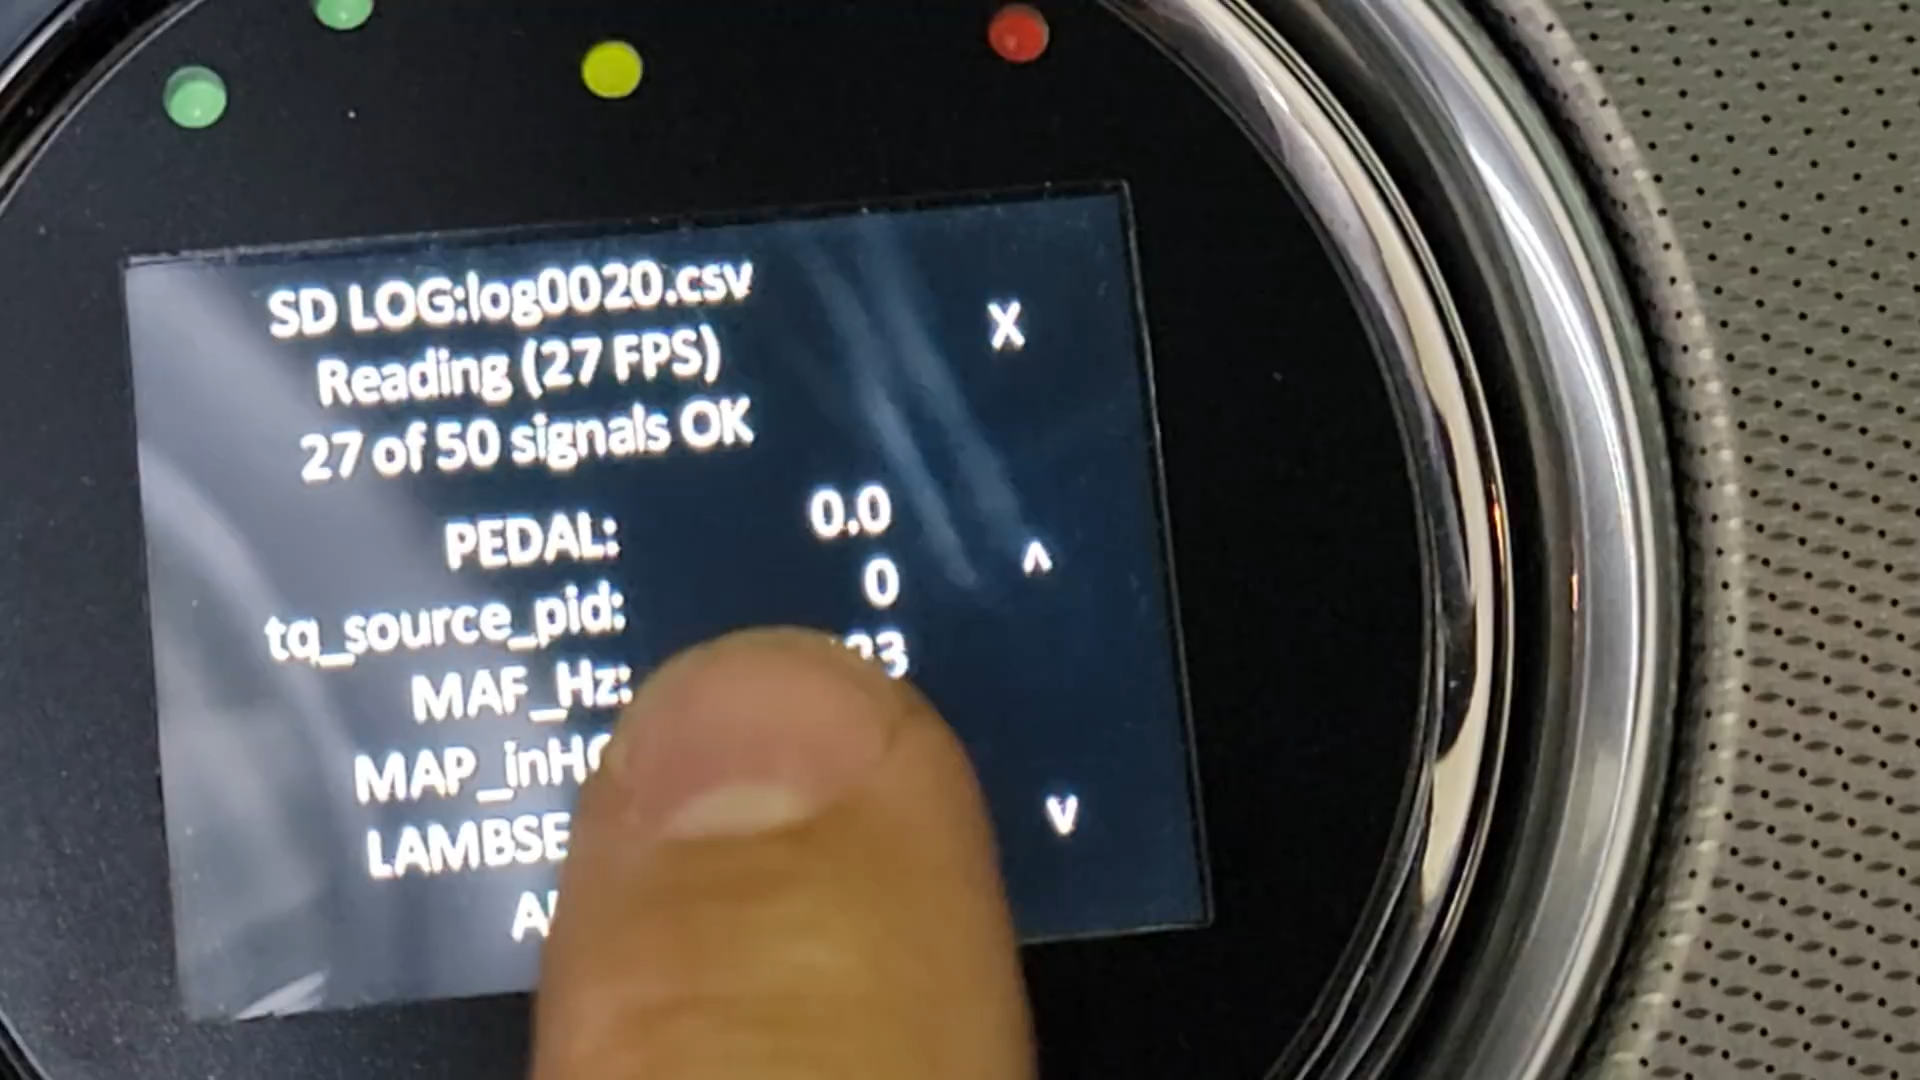 SD LOG:log0020.csv
X
Reading (27 FPS)
27 of 50 signals OK
PEDAL: 0.0
^
tq_source_pid: 0
MAF_Hz:
MAP_inH
LAMBSE
v